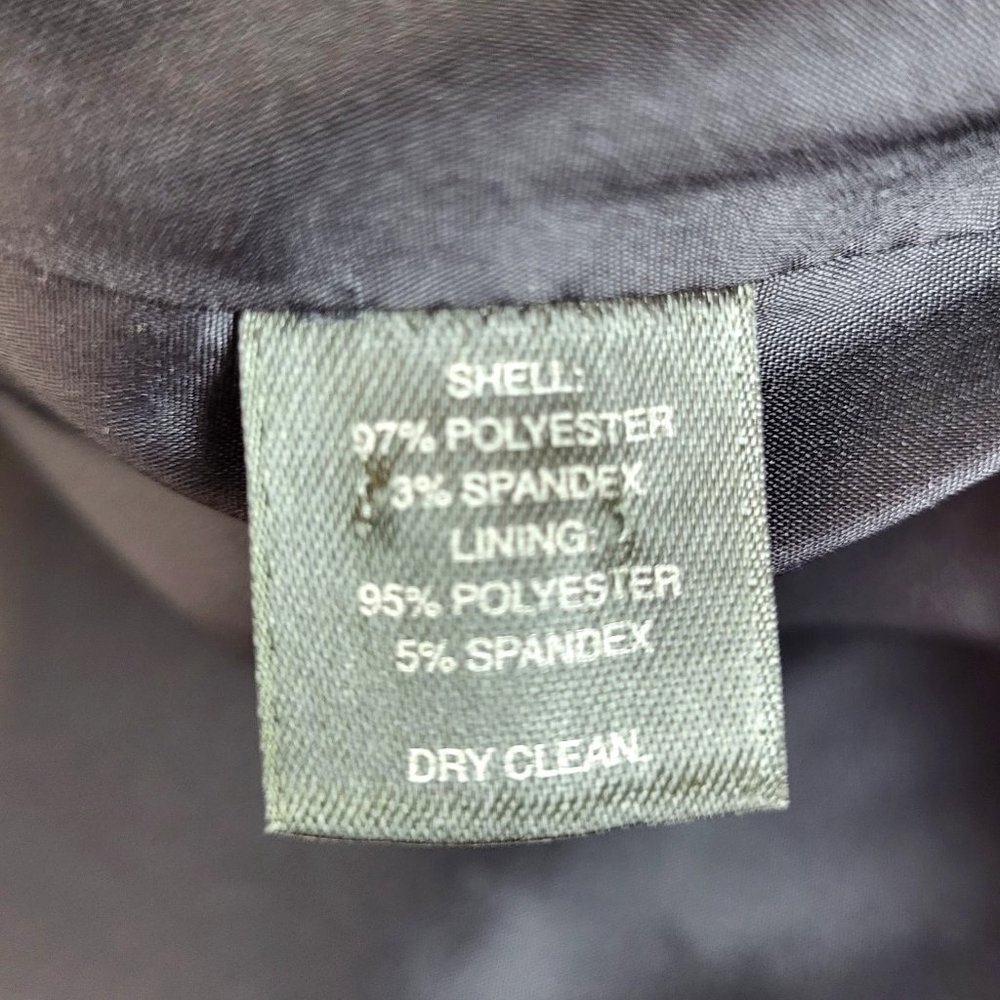 SHELL:
97% POLYESTER
3% SPANDEX
LINING:
95% POLYESTER
5% SPANDEX
DRY CLEAN.